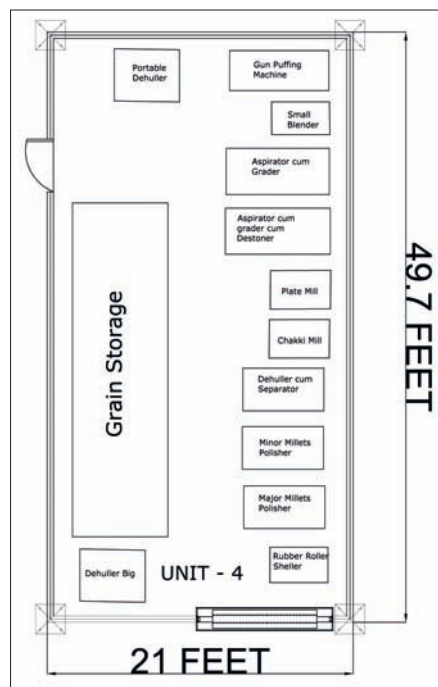 Portable
Dehuller
Gun Puffing
Machine
Small
Blender
Aspirator cum
Grader
Aspirator cum
grader cum
Destoner
Plate Mill
Chakki Mill
Dehuller cum
Separator
Minor Millets
Polisher
Major Millets
Polisher
Rubber Roller
Sheller
Grain Storage
Dehuller Big
UNIT - 4
49.7 FEET
21 FEET